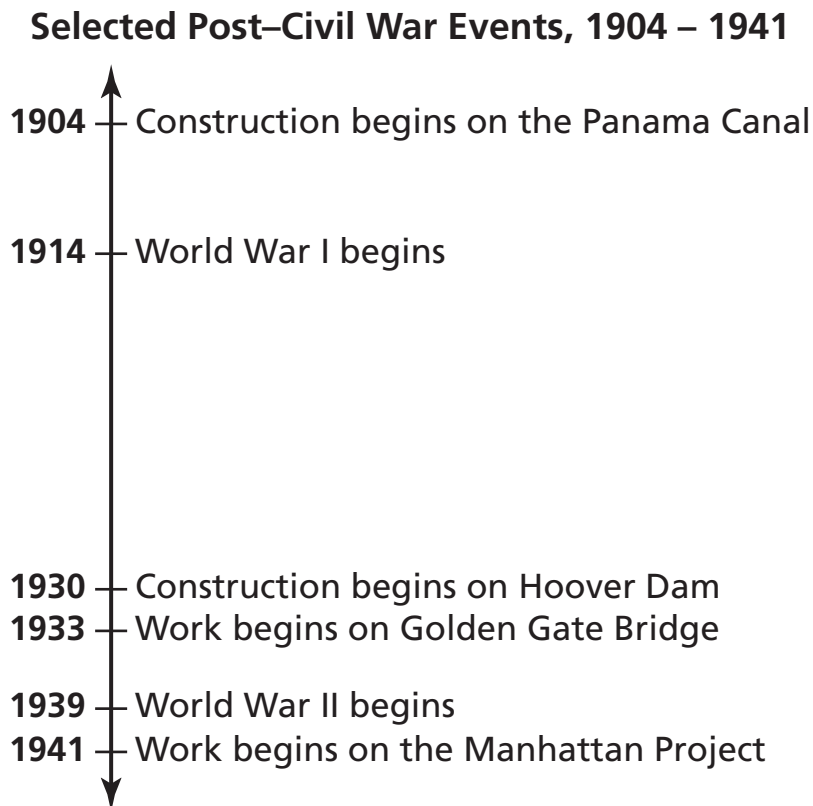 Selected Post–Civil War Events, 1904 – 1941
1904 Construction begins on the Panama Canal
1914 World War I begins
1930 Construction begins on Hoover Dam
1933 Work begins on Golden Gate Bridge
1939 World War II begins
1941 Work begins on the Manhattan Project